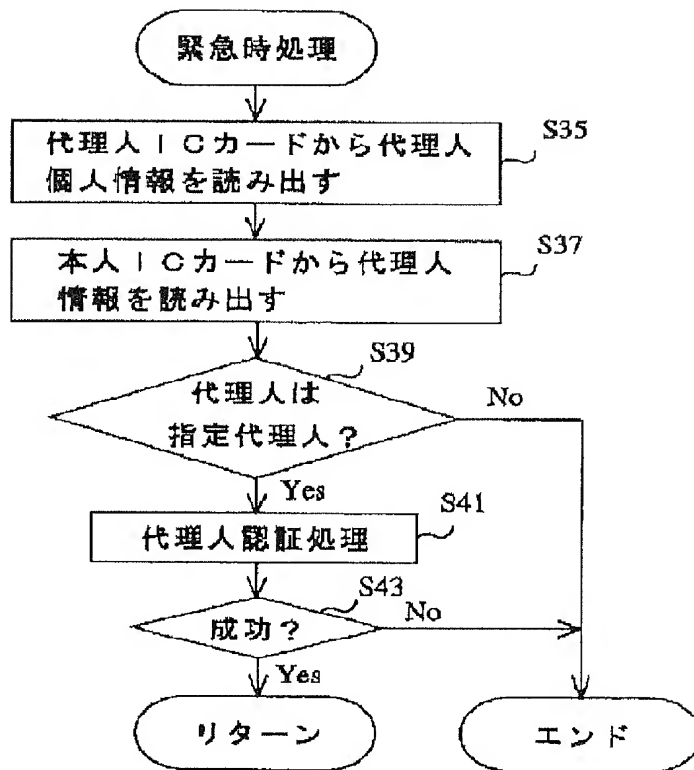 緊急時処理
代理人ICカードから代理人
個人情報を読み出す
S35
本人ICカードから代理人
情報を読み出す
S37
S39
代理人は
指定代理人?
No
Yes
代理人認証処理
S41
S43
成功?
No
Yes
リターン
エンド